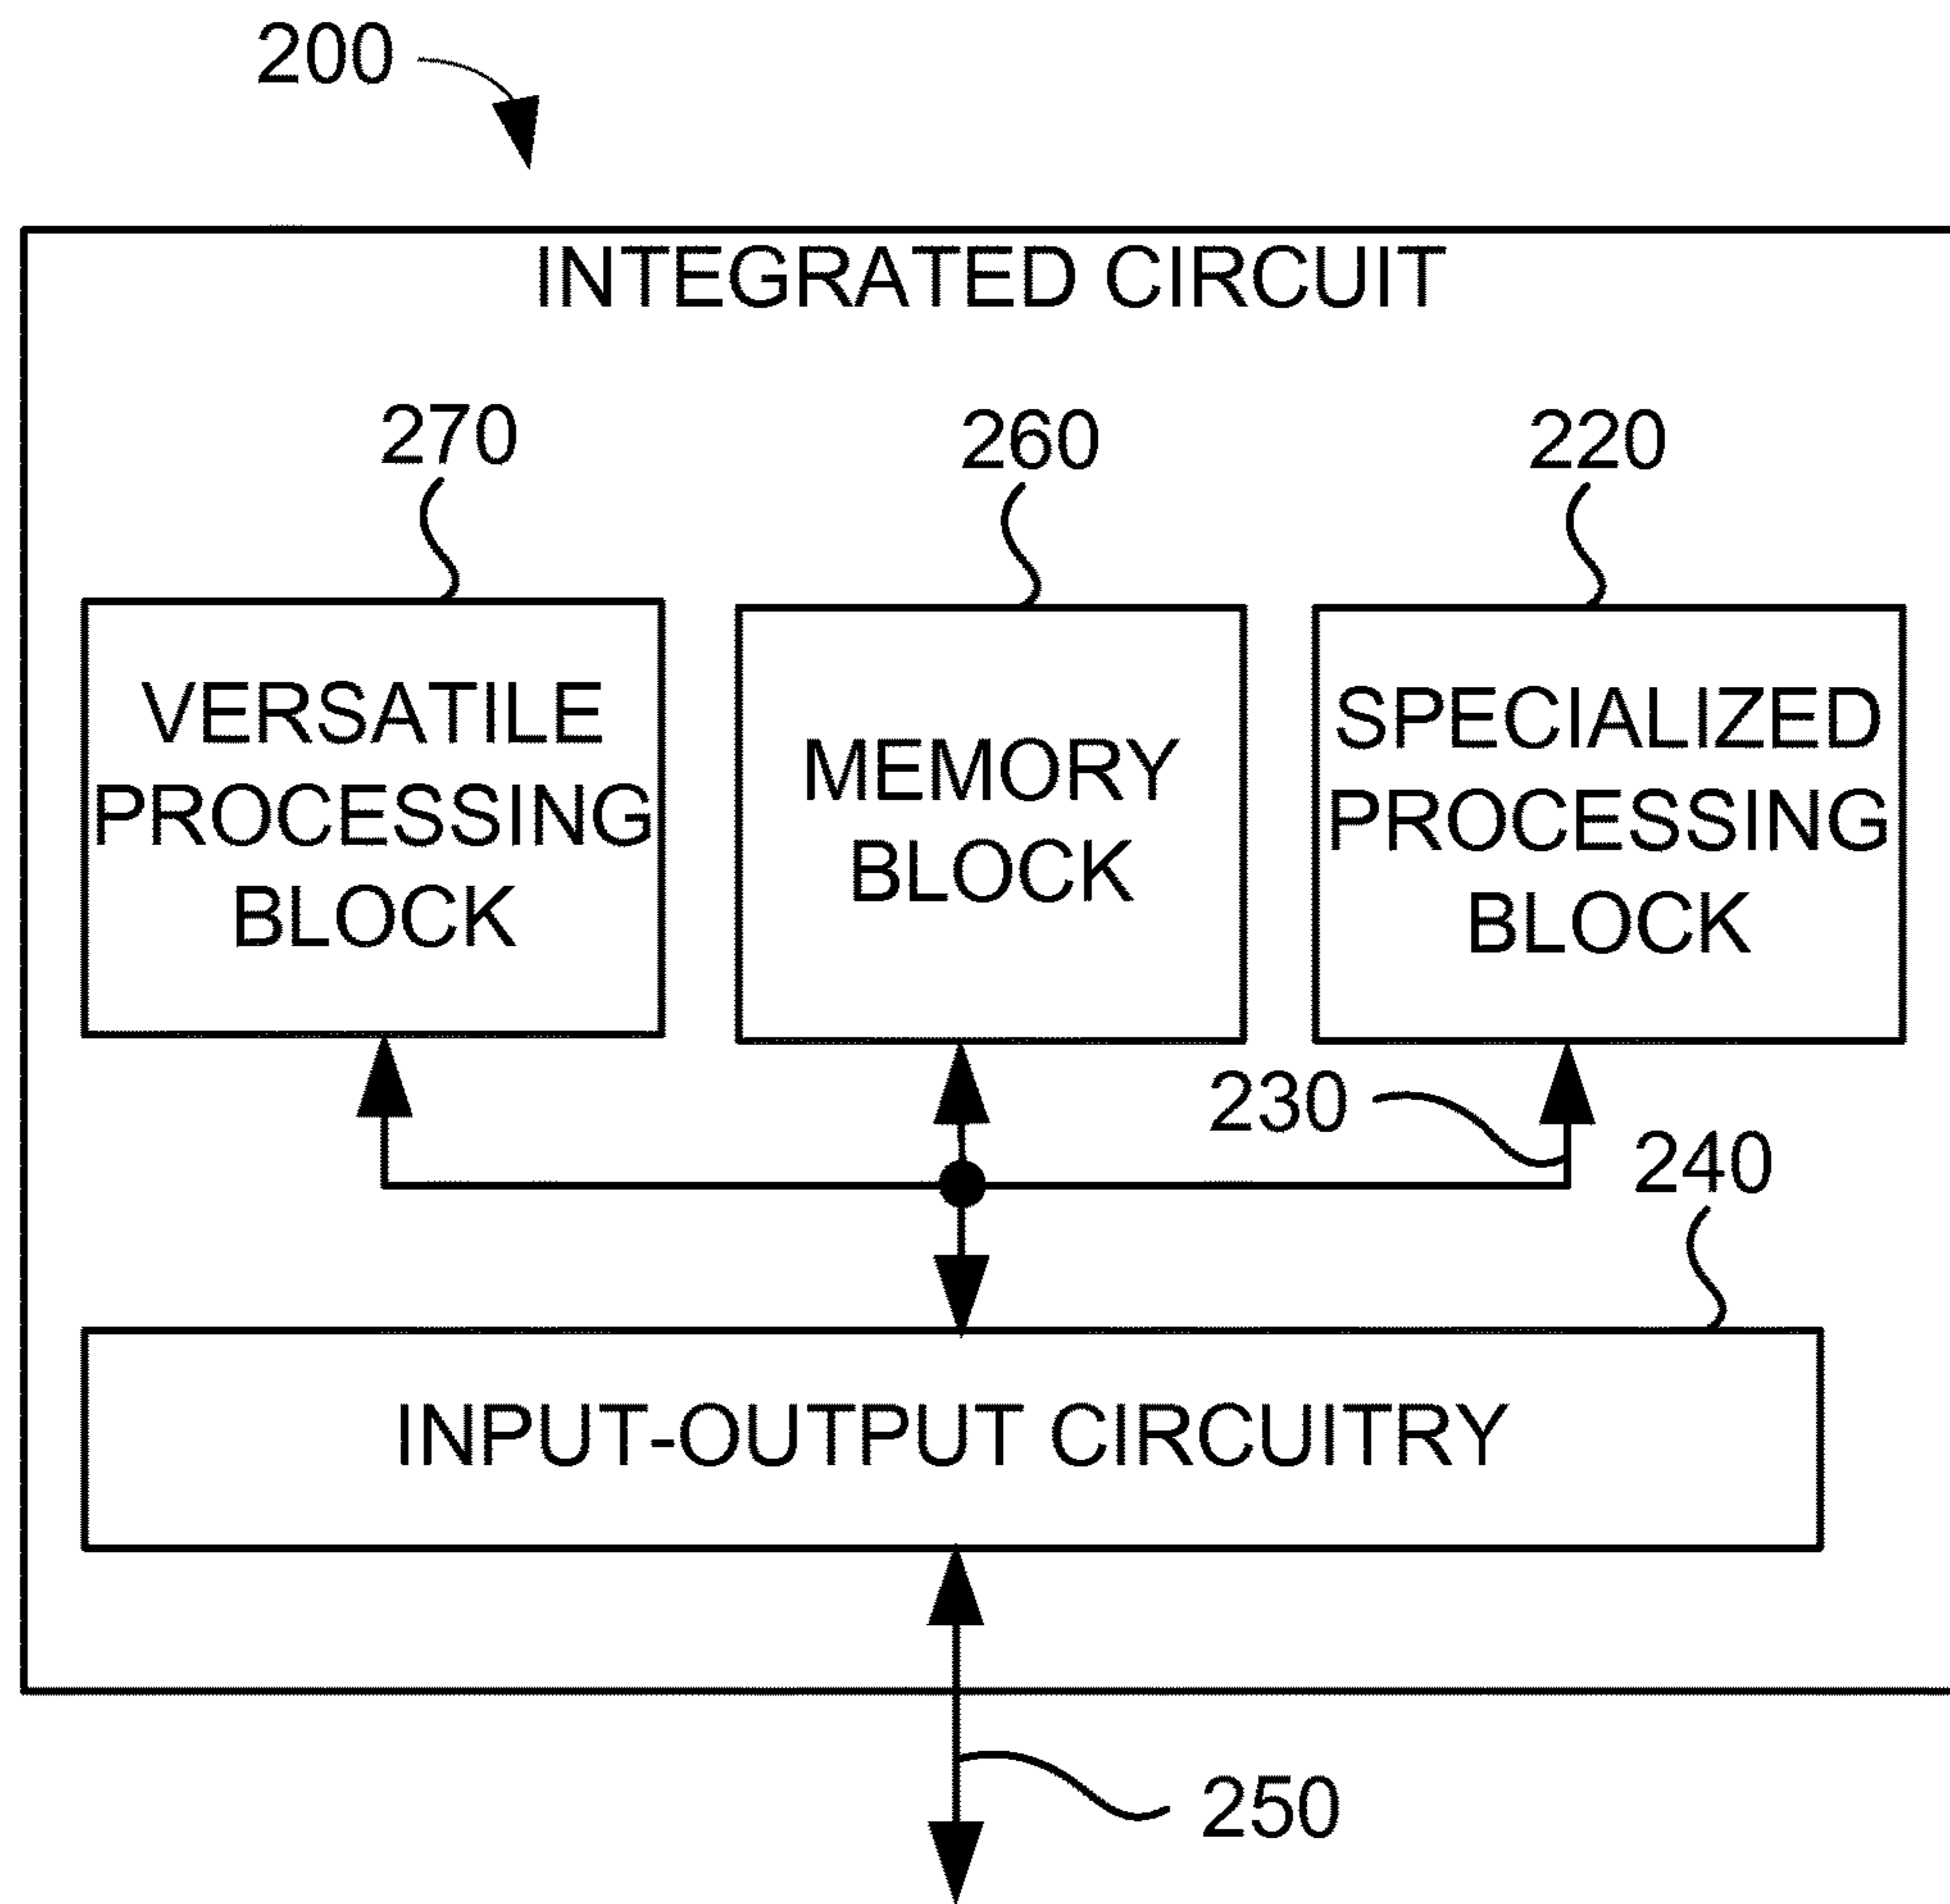 200
INTEGRATED CIRCUIT
270
260
220
VERSATILE
PROCESSING
BLOCK
MEMORY
BLOCK
SPECIALIZED
PROCESSING
BLOCK
230
240
INPUT-OUTPUT CIRCUITRY
250